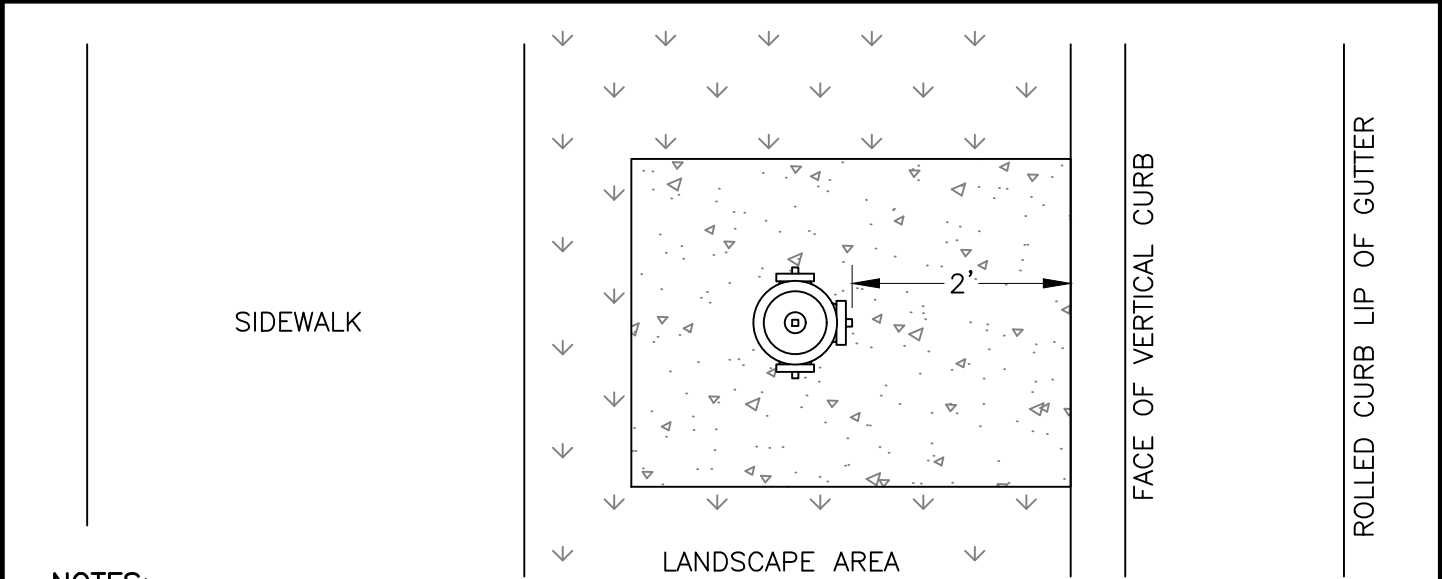 SIDEWALK
2'
FACE OF VERTICAL CURB
ROLLED CURB LIP OF GUTTER
LANDSCAPE AREA
NOTES: